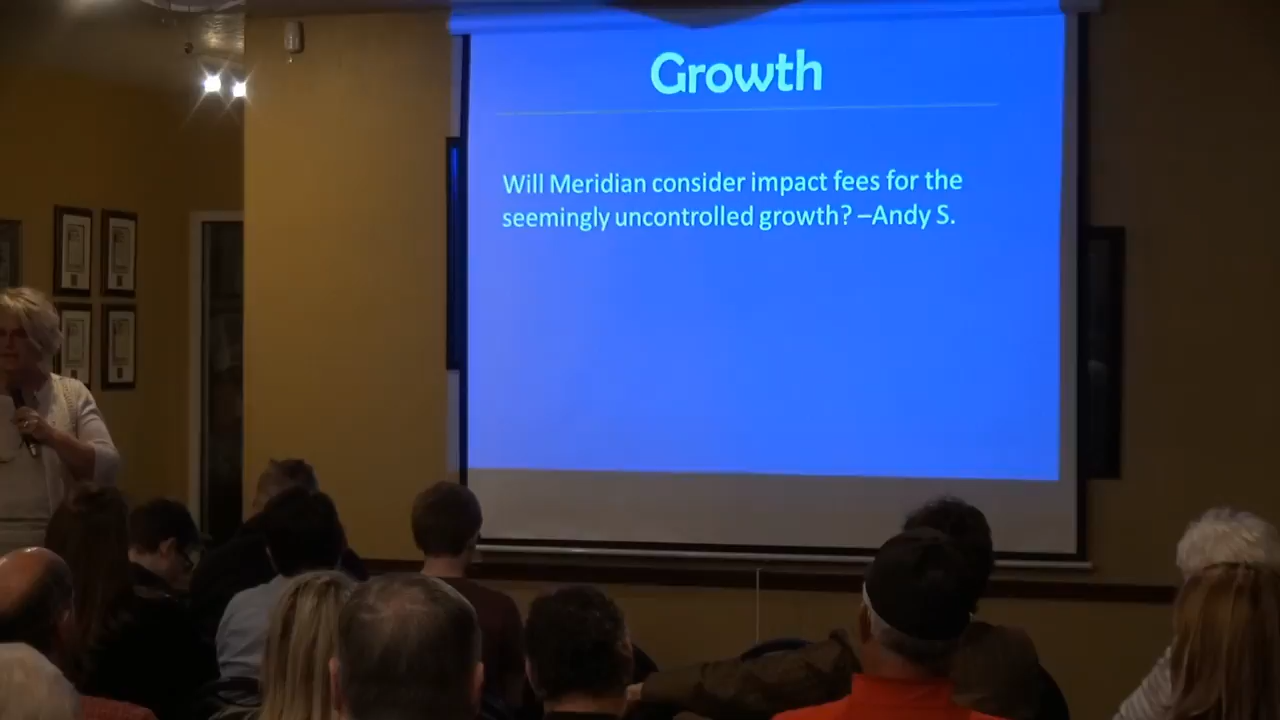 Growth
Will Meridian consider impact fees for the
seemingly uncontrolled growth? –Andy S.